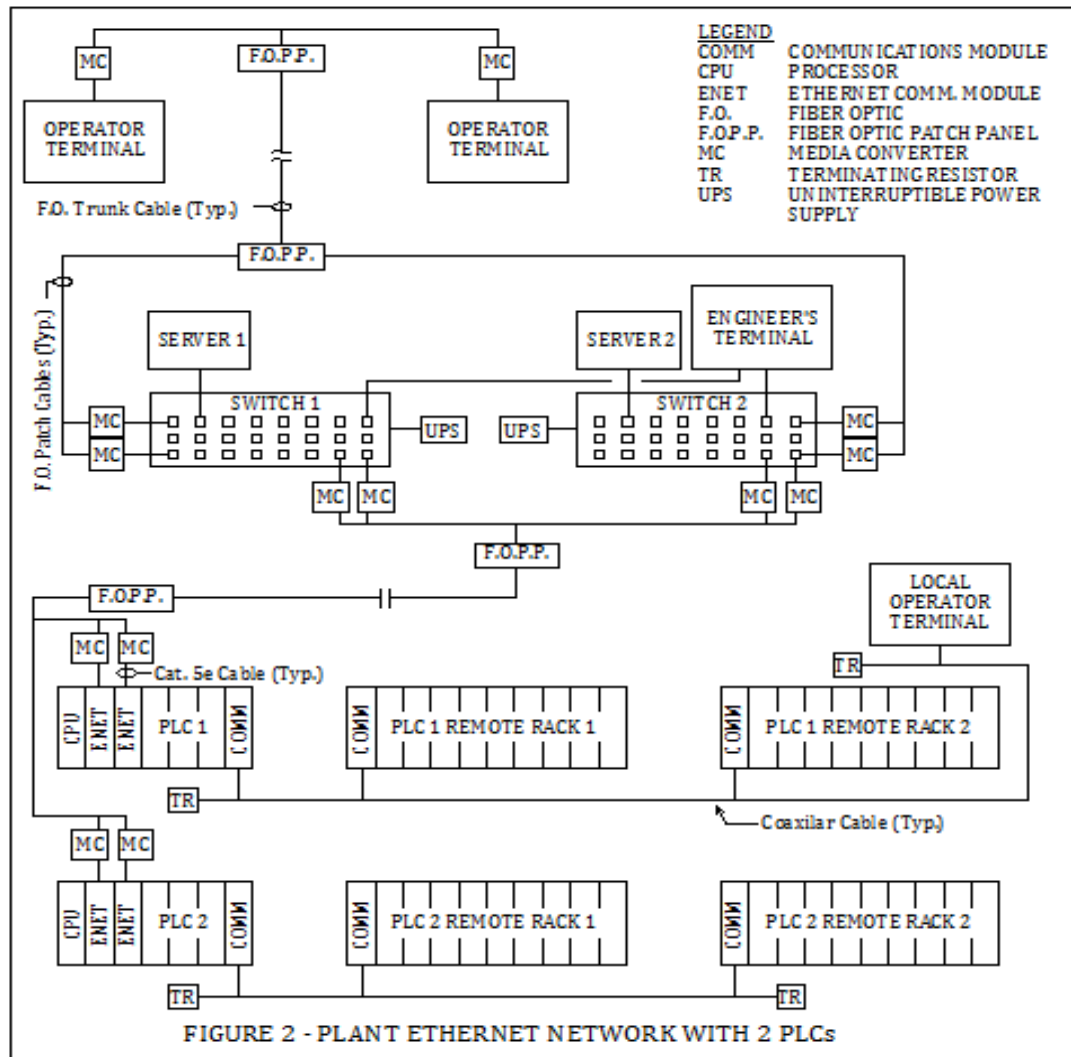 LEGEND
COMM COMMUNICATIONS MODULE
CPU PROCESSOR
ENET ETHERNET COMM. MODULE
F.O. FIBER OPTIC
F.O.P.P. FIBER OPTIC PATCH PANEL
MC MEDIA CONVERTER
TR TERMINATING RESISTOR
UPS UNINTERRUPTIBLE POWER
SUPPLY
MC
F.O.P.P.
MC
OPERATOR
TERMINAL
OPERATOR
TERMINAL
F.O. Trunk Cable (Typ.)
F.O.P.P.
F.O. Patch Cables (Typ.)
SERVER 1
SERVER 2
ENGINEER'S
TERMINAL
SWITCH 1
SWITCH 2
MC
MC
UPS
UPS
MC
MC
MC
MC
MC
MC
F.O.P.P.
F.O.P.P.
LOCAL
OPERATOR
TERMINAL
MC
MC
TR
Cat. 5e Cable (Typ.)
CPU
ENET
ENET
PLC 1
COMM
COMM
PLC 1 REMOTE RACK 1
COMM
PLC 1 REMOTE RACK 2
TR
Coaxilar Cable (Typ.)
MC
MC
CPU
ENET
ENET
PLC 2
COMM
COMM
PLC 2 REMOTE RACK 1
COMM
PLC 2 REMOTE RACK 2
TR
TR
FIGURE 2 - PLANT ETHERNET NETWORK WITH 2 PLCs